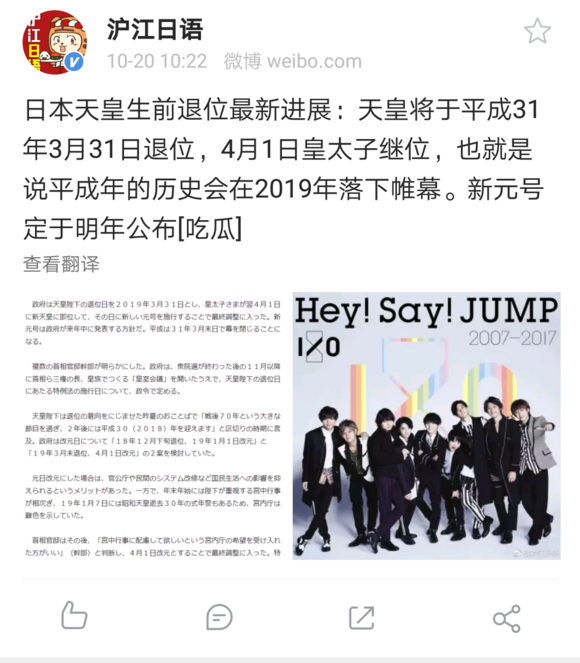 沪江日语
10-20 10:22 微博 weibo.com
日本天皇生前退位最新进展：天皇将于平成31
年3月31日退位，4月1日皇太子继位，也就是
说平成年的历史会在2019年落下帷幕。新元号
定于明年公布[吃瓜]
查看翻译
政府は天皇陛下の退位日を２０１９年３月３１日とし、皇太子さまが翌４月１日
に新天皇に即位して、その日に新しい元号を施行することで最終調整に入った。新
元号は政府が来年中に発表する方針だ。平成は３１年３月末日で幕を閉じることに
なる。
複数の首相官邸幹部が明らかにした。政府は、衆院選が終わった後の１１月以降
に首相ら三権の長、皇族でつくる「皇室会議」を開いたうえで、天皇陛下の退位日
にあたる特例法の施行日について、政令で定める。
天皇陛下は退位の意向をにじませた昨夏のおことばで「戦後７０年という大きな
節目を過ぎ、２年後には平成３０（２０１８）年を迎えます」と区切りの時期に言
及。政府は改元日について「１８年１２月下旬退位、１９年１月１日改元」と
「１９年３月末退位、４月１日改元」の２案を検討していた。
元日改元にした場合は、官公庁や民間のシステム改修など国民生活への影響を抑
えられるというメリットがあった。一方で、年末年始には陛下が重視する宮中行事
が相次ぎ、１９年１月７日には昭和天皇逝去３０年の式年祭もあるため、宮内庁は
難色を示していた。
首相官邸はその後、「宮中行事に配慮して欲しいという宮内庁の希望を受け入れ
た方がいい」（幹部）と判断し、４月１日改元とすることで最終調整に入った。特
Hey! Say! JUMP
2007-2017
I/O